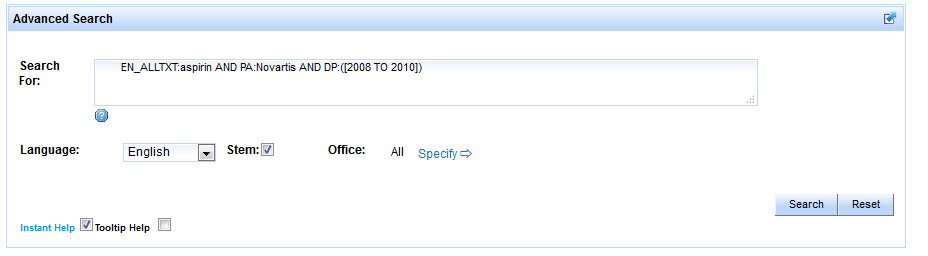 Advanced Search
Search For:
EN_ALLTXT:aspirin AND PA:Novartis AND DP:([2008 TO 2010])
?
Language: English Stem: Office: All Specify ⇨
Search Reset
Instant Help Tooltip Help